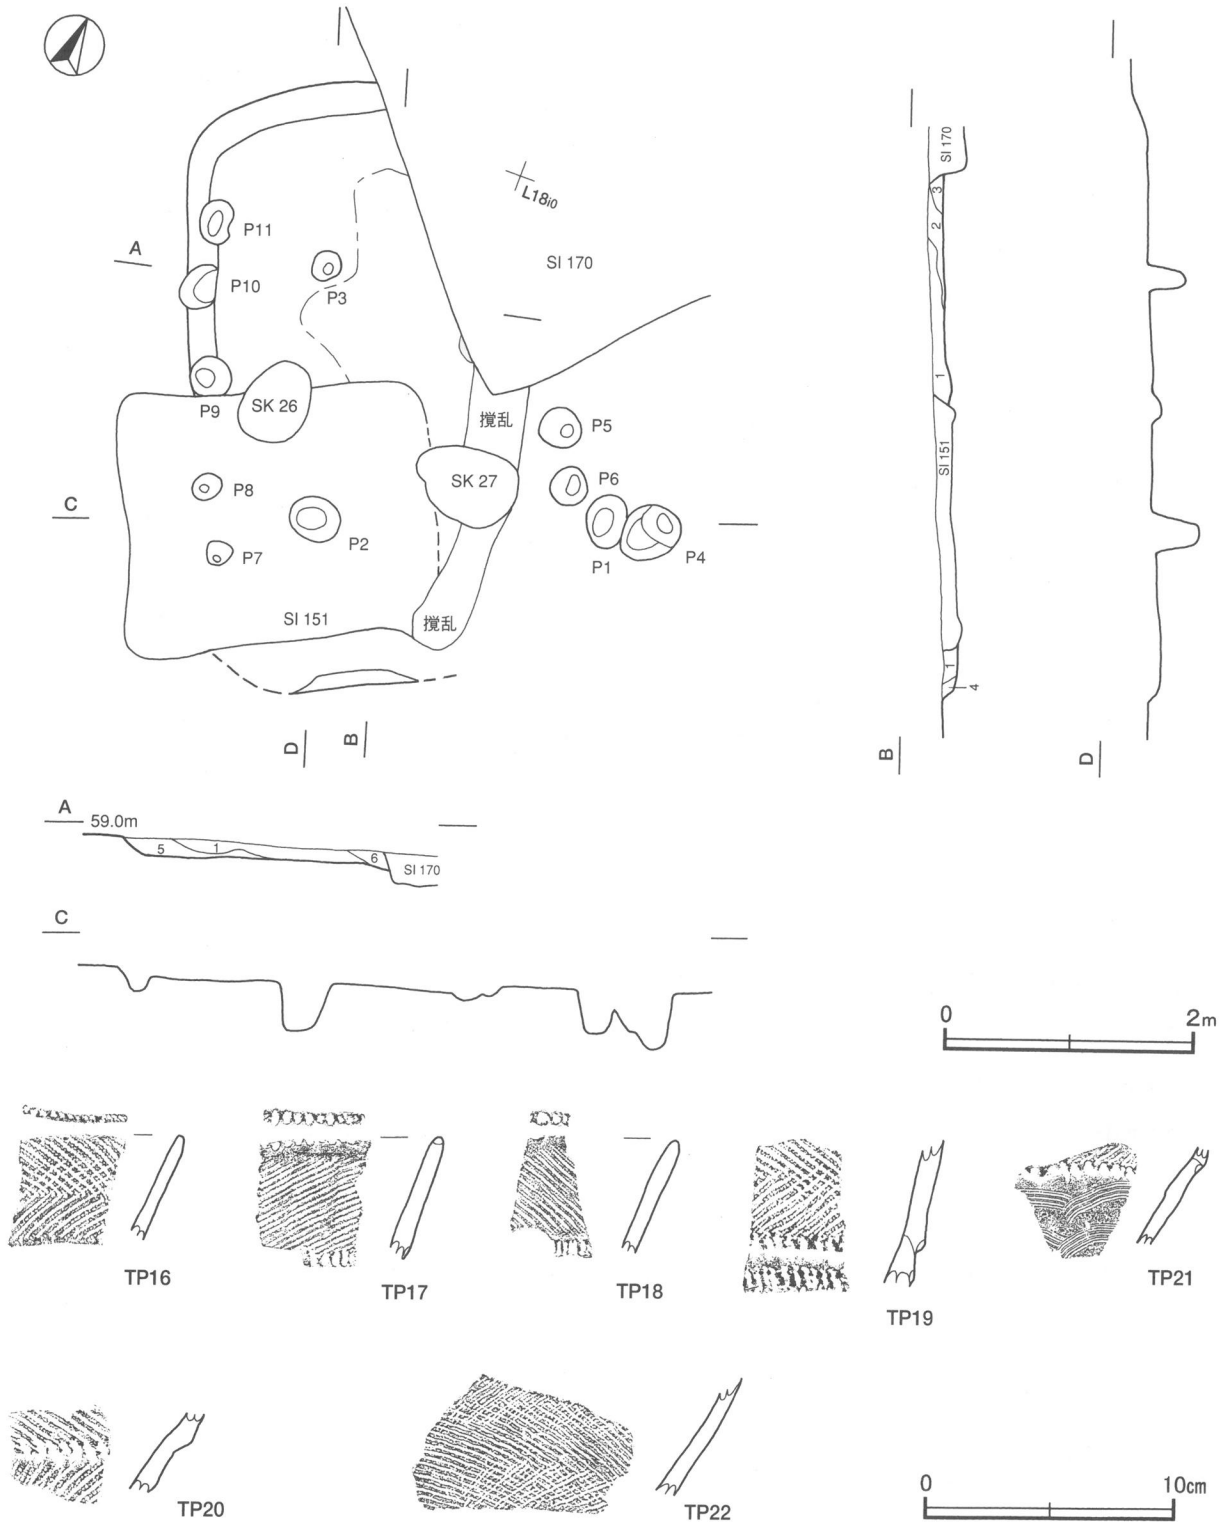 L18i0
SI 170
P11
A
P10
P3
P9
SK 26
撹乱
P5
P6
SK 27
P8
C
P2
P7
P1
P4
SI 151
撹乱
D
B
SI 170
3
2
1
SI 151
1
4
B
D
A
59.0m
5
1
6
SI 170
C
0
2m
TP16
TP17
TP18
TP19
TP21
TP20
TP22
0
10cm